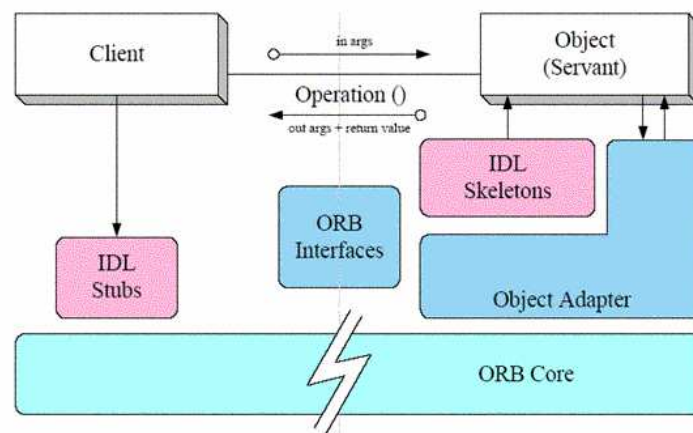 Client
in args
Object
(Servant)
Operation ()
out args + return value
IDL
Skeletons
ORB
Interfaces
IDL
Stubs
Object Adapter
ORB Core